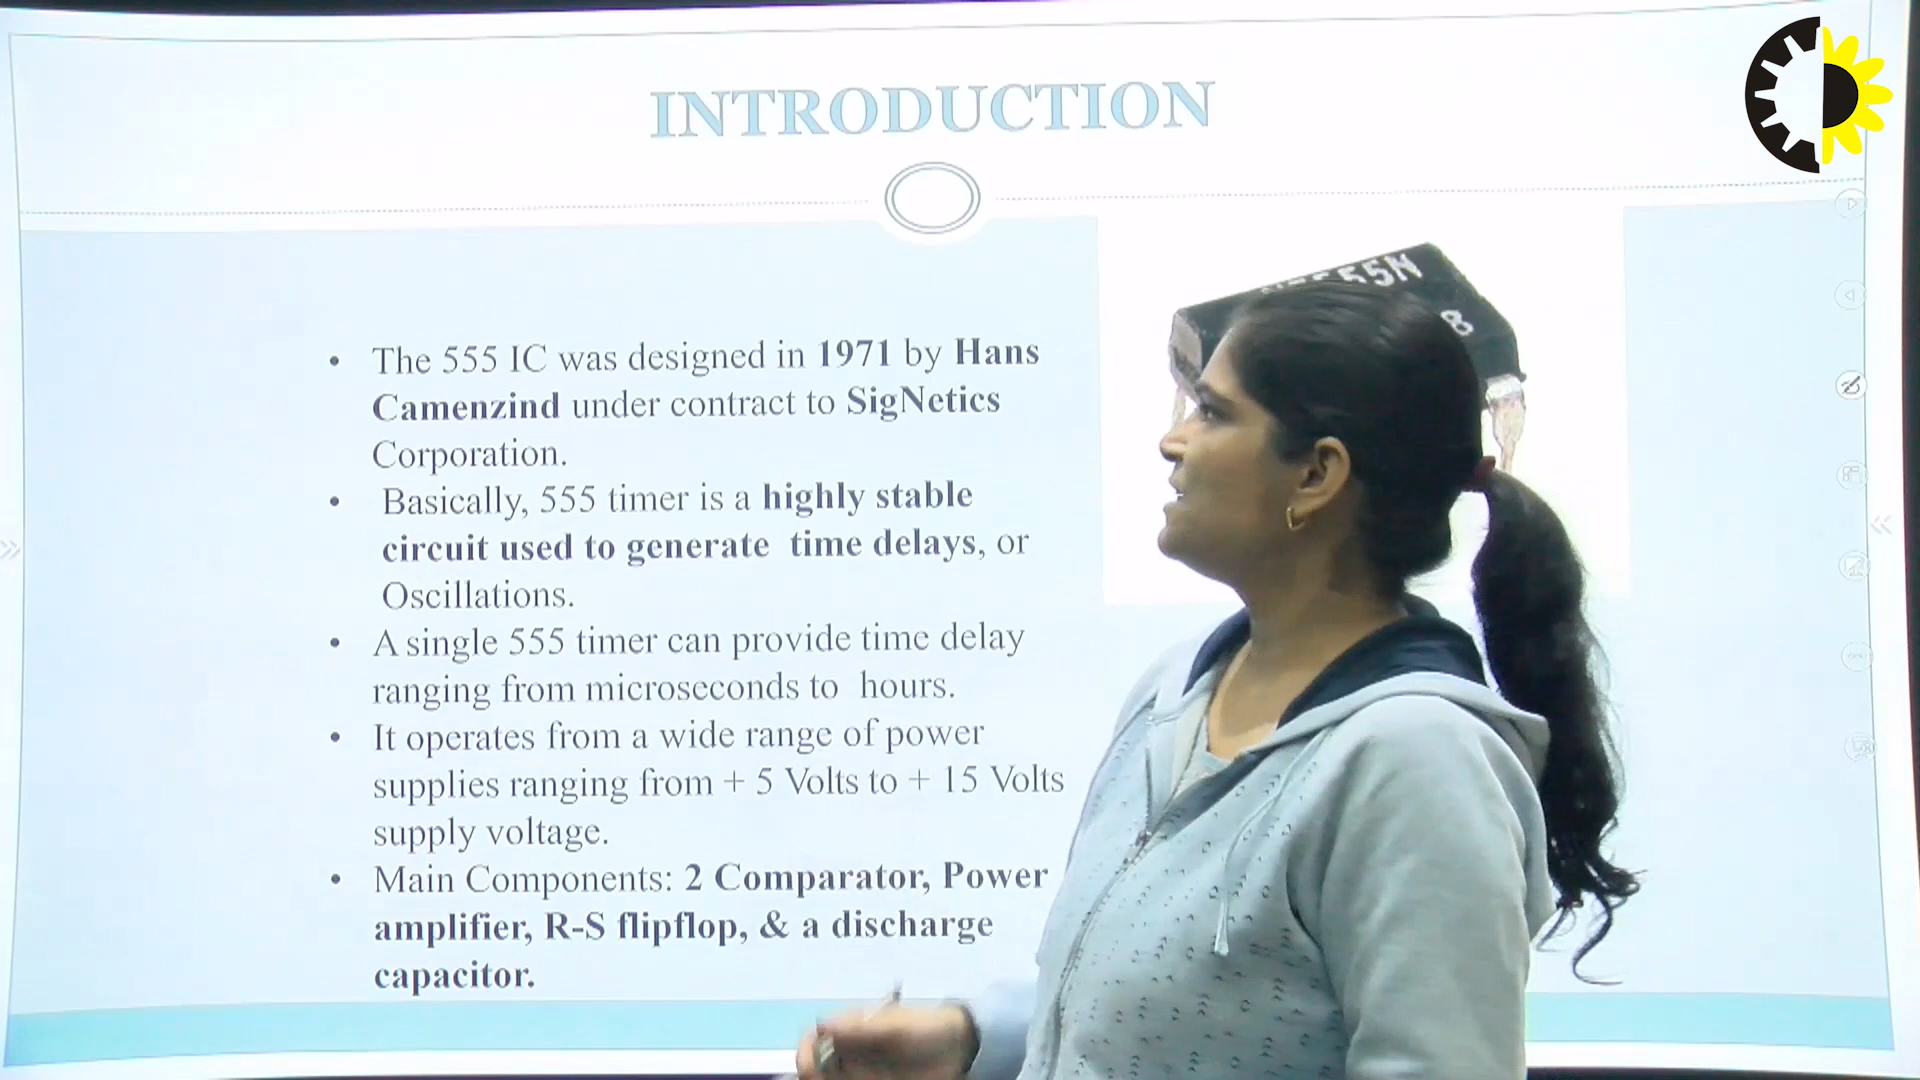 INTRODUCTION
55N
8
• The 555 IC was designed in 1971 by Hans
Camenzind under contract to SigNetics
Corporation.
• Basically, 555 timer is a highly stable
circuit used to generate time delays, or
Oscillations.
• A single 555 timer can provide time delay
ranging from microseconds to hours.
• It operates from a wide range of power
supplies ranging from + 5 Volts to + 15 Volts
supply voltage.
• Main Components: 2 Comparator, Power
amplifier, R-S flipflop, & a discharge
capacitor.